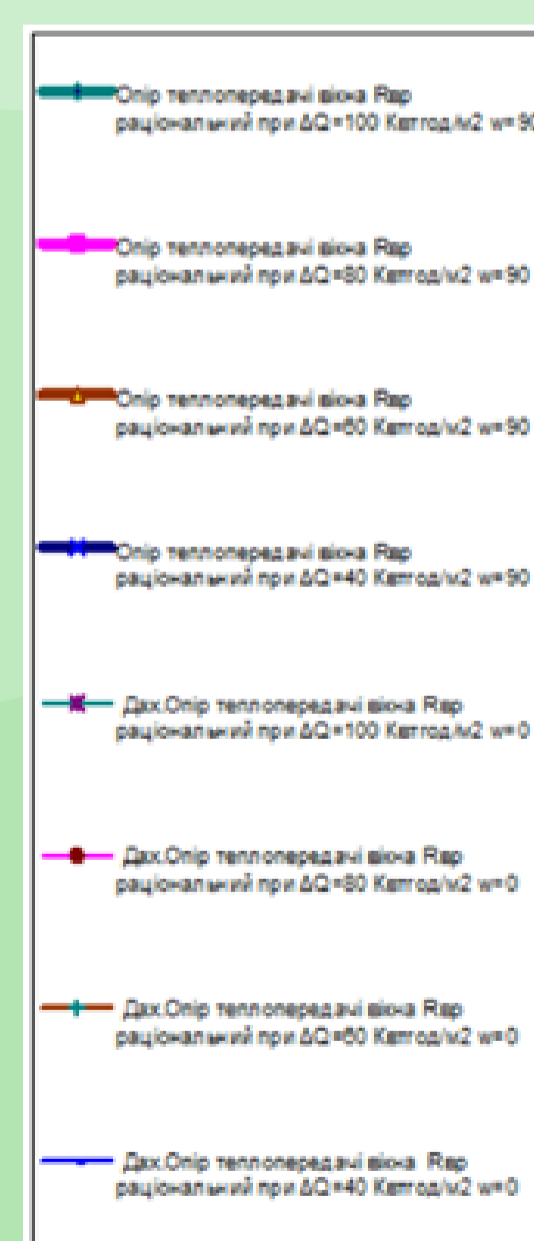 Опір теплопередачі вікна Rвр
раціональний при ΔQ=100 Квтгод/м2 w=90
Опір теплопередачі вікна Rвр
раціональний при ΔQ=80 Квтгод/м2 w=90
Опір теплопередачі вікна Rвр
раціональний при ΔQ=60 Квтгод/м2 w=90
Опір теплопередачі вікна Rвр
раціональний при ΔQ=40 Квтгод/м2 w=90
Дах.Опір теплопередачі вікна Rвр
раціональний при ΔQ=100 Квтгод/м2 w=0
Дах.Опір теплопередачі вікна Rвр
раціональний при ΔQ=80 Квтгод/м2 w=0
Дах.Опір теплопередачі вікна Rвр
раціональний при ΔQ=60 Квтгод/м2 w=0
Дах.Опір теплопередачі вікна Rвр
раціональний при ΔQ=40 Квтгод/м2 w=0